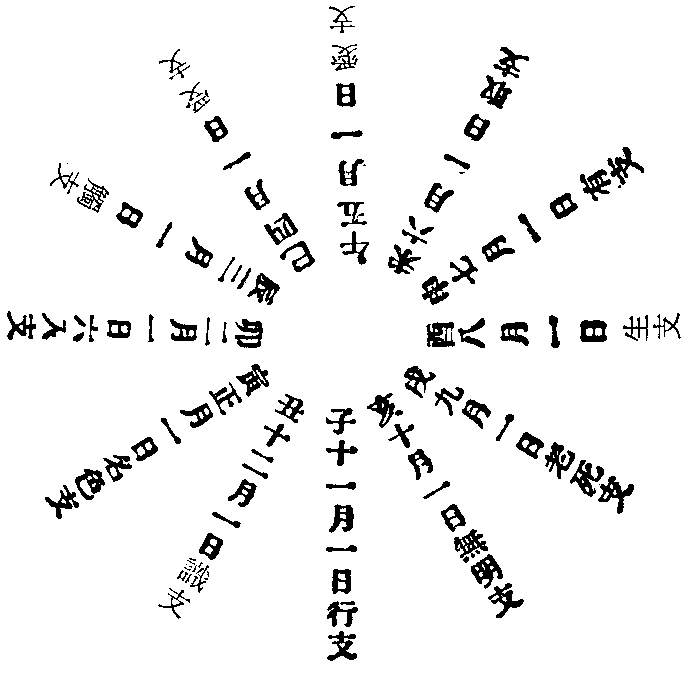 子十一月一日行支
丑十二月一日識支
寅正月一日名色支
卯二月一日六入支
辰三月一日觸支
巳四月一日受支
午五月一日愛支
未六月一日取支
申七月一日有支
酉八月一日生支
戌九月一日老死支
亥十月一日無明支